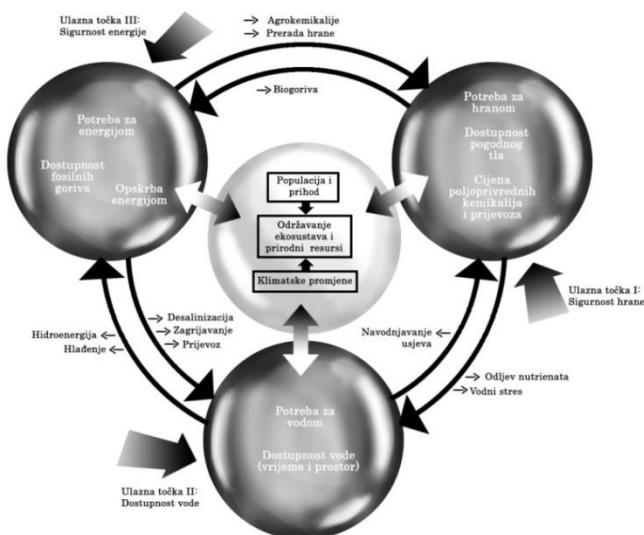 Ulazna točka III:
Sigurnost energije
→ Agrokemikalije
→ Prerada hrane
→ Biogoriva
Potreba za
energijom
Dostupnost
fosilnih
goriva
Opskrba
energijom
Potreba za
hranom
Dostupnost
pogodnog
tla
Cijena
poljoprivrednih
kemikalija
i prijevoza
Populacija i
prihod
Održavanje
ekosustava i
prirodni resursi
Klimatske promjene
Ulazna točka I:
Sigurnost hrane
Hidroenergija ←
Hlađenje ←
→ Desalinizacija
→ Zagrijavanje
→ Prijevoz
Navodnjavanje ←
usjeva
→ Odljev nutrienata
→ Vodni stres
Potreba za
vodom
Dostupnost vode
(vrijeme i prostor)
Ulazna točka II:
Dostupnost vode